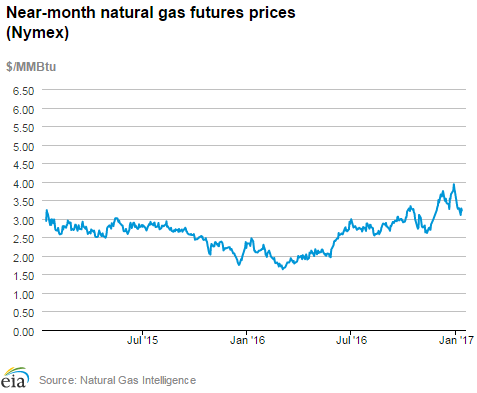 Near-month natural gas futures prices
(Nymex)
$/MMBtu
6.50
6.00
5.50
5.00
4.50
4.00
3.50
3.00
2.50
2.00
1.50
1.00
0.50
0.00
Jul '15 Jan '16 Jul '16 Jan '17
eia Source: Natural Gas Intelligence